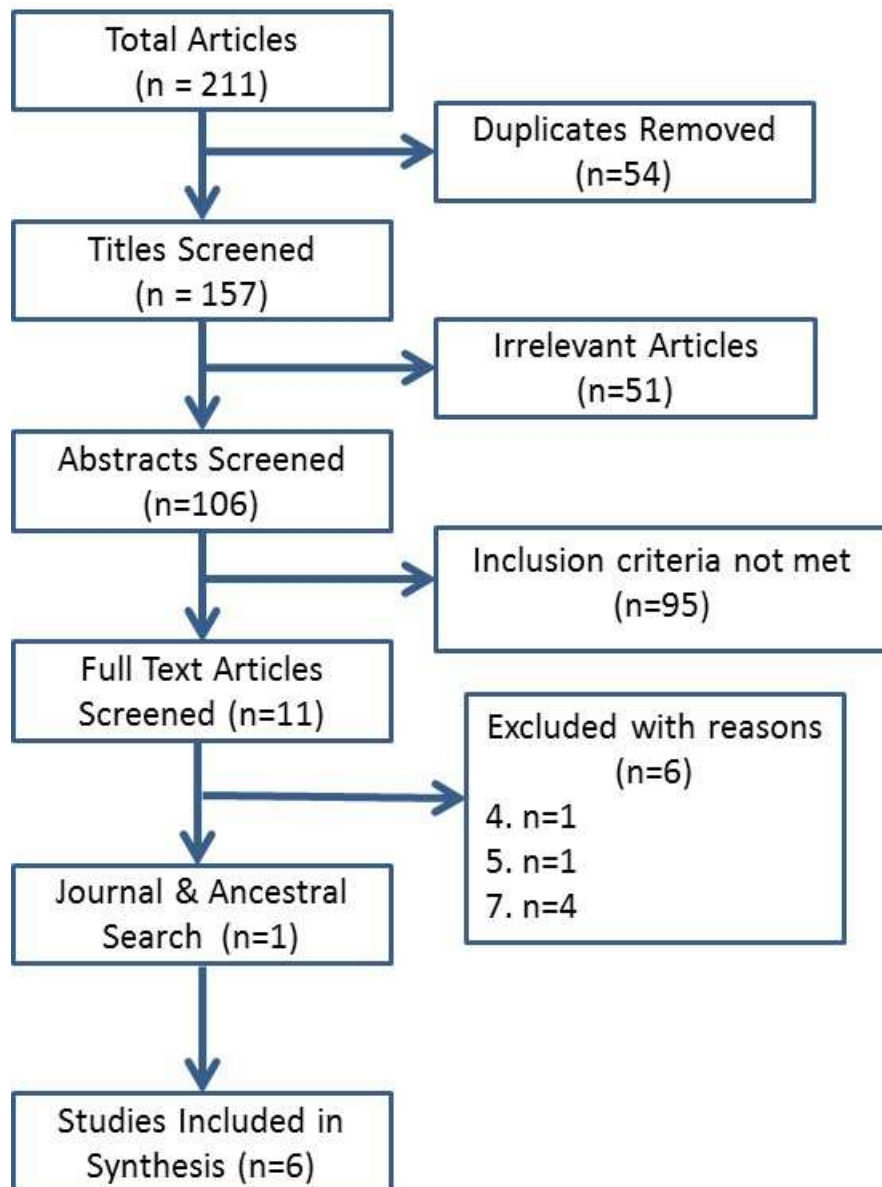 Total Articles
(n = 211)
Duplicates Removed
(n=54)
Titles Screened
(n = 157)
Irrelevant Articles
(n=51)
Abstracts Screened
(n=106)
Inclusion criteria not met
(n=95)
Full Text Articles
Screened (n=11)
Excluded with reasons
(n=6)
4. n=1
5. n=1
7. n=4
Journal & Ancestral
Search (n=1)
Studies Included in
Synthesis (n=6)